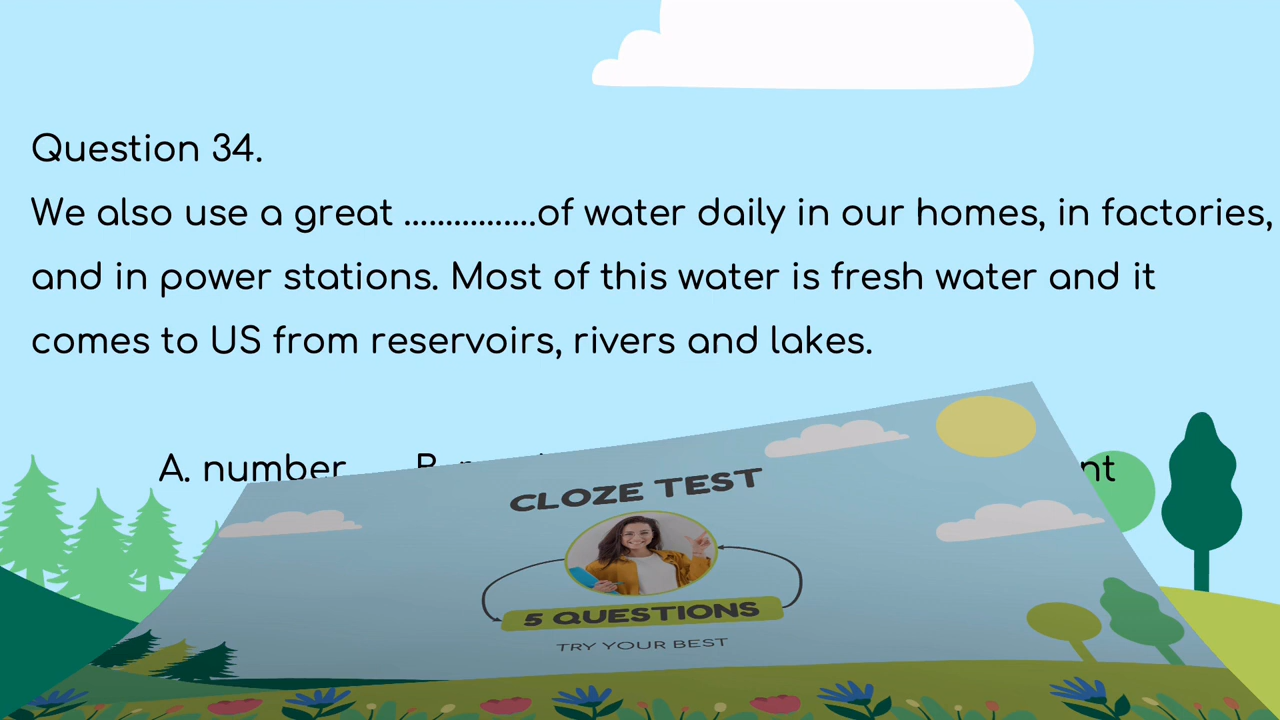 Question 34.
We also use a great ................of water daily in our homes, in factories,
and in power stations. Most of this water is fresh water and it
comes to US from reservoirs, rivers and lakes.
A. number B.
CLOZE TEST
5 QUESTIONS
TRY YOUR BEST